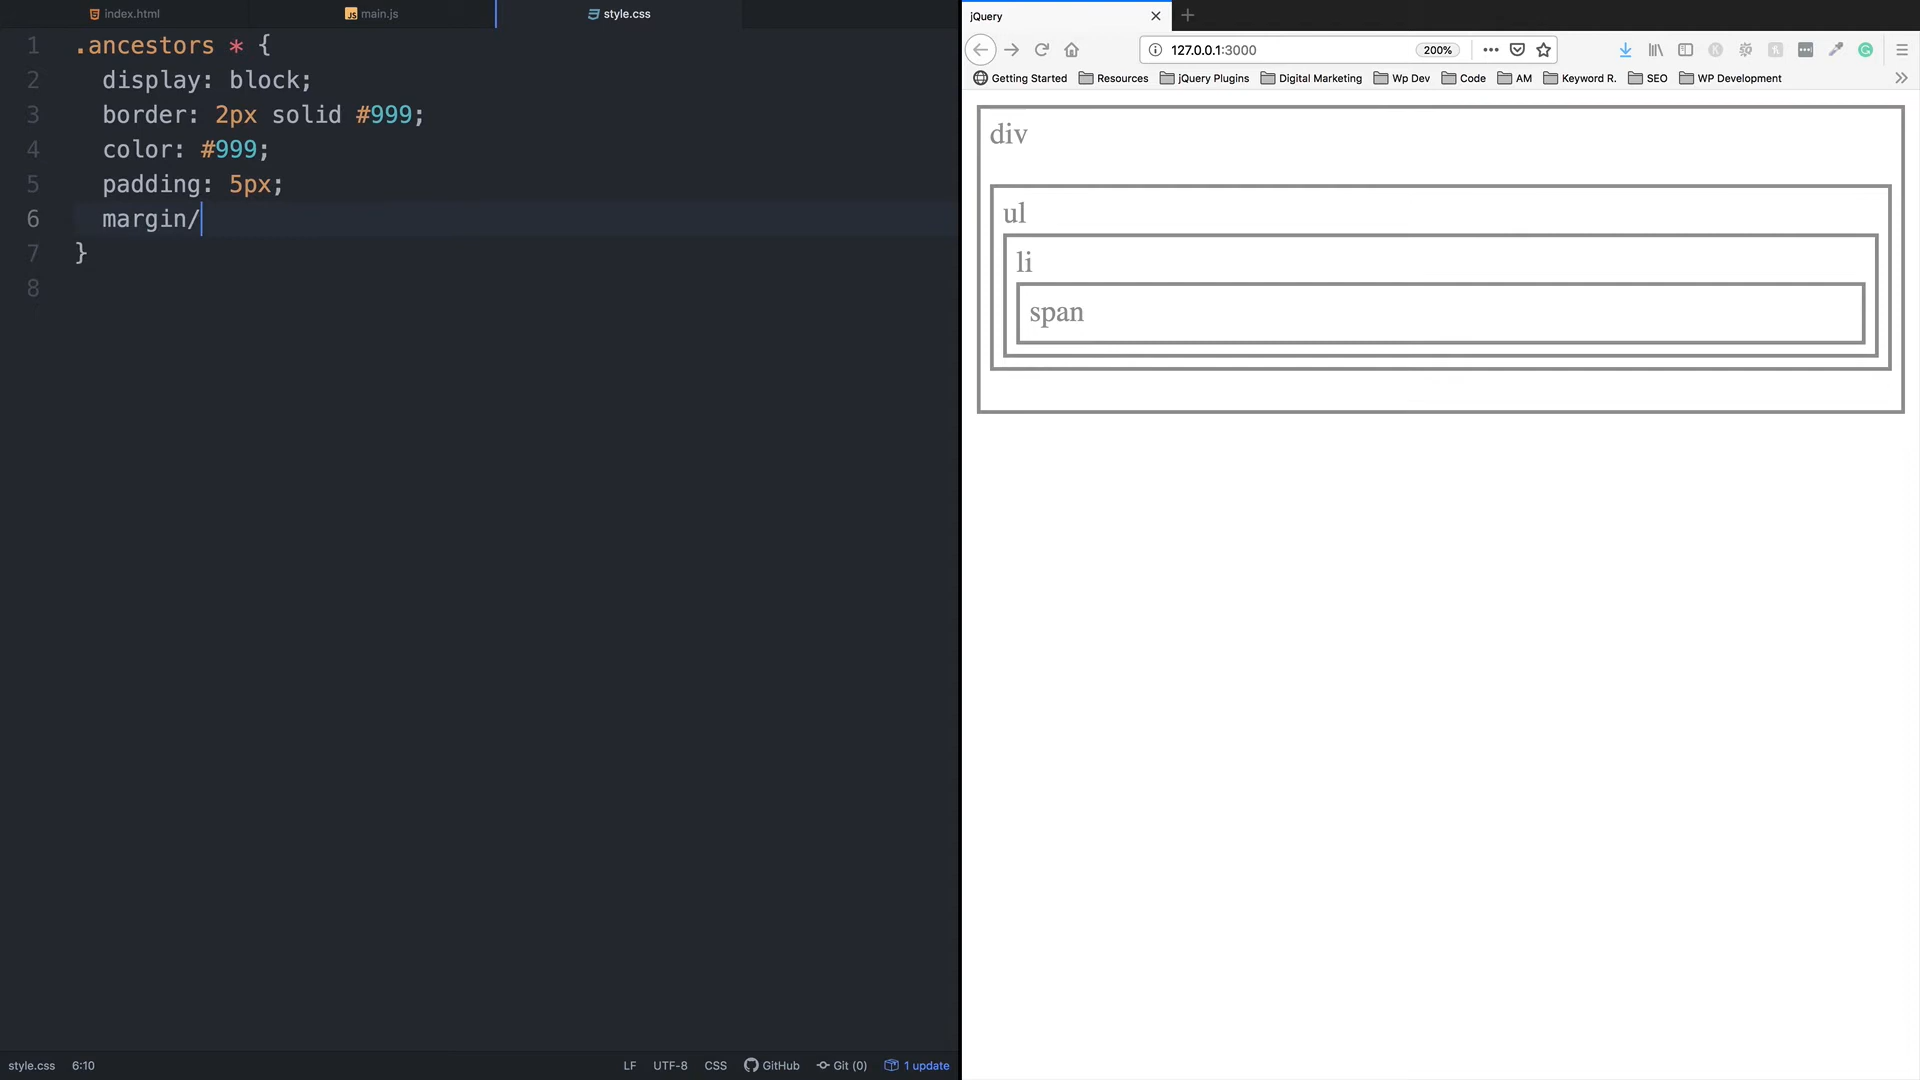 index.html
main.js
style.css
1 .ancestors * {
2 display: block;
3 border: 2px solid #999;
4 color: #999;
5 padding: 5px;
6 margin/
7 }
8
style.css 6:10 LF UTF-8 CSS GitHub Git (0) 1 update
jQuery
127.0.0.1:3000 200%
Getting Started Resources jQuery Plugins Digital Marketing Wp Dev Code AM Keyword R. SEO WP Development
div
ul
li
span